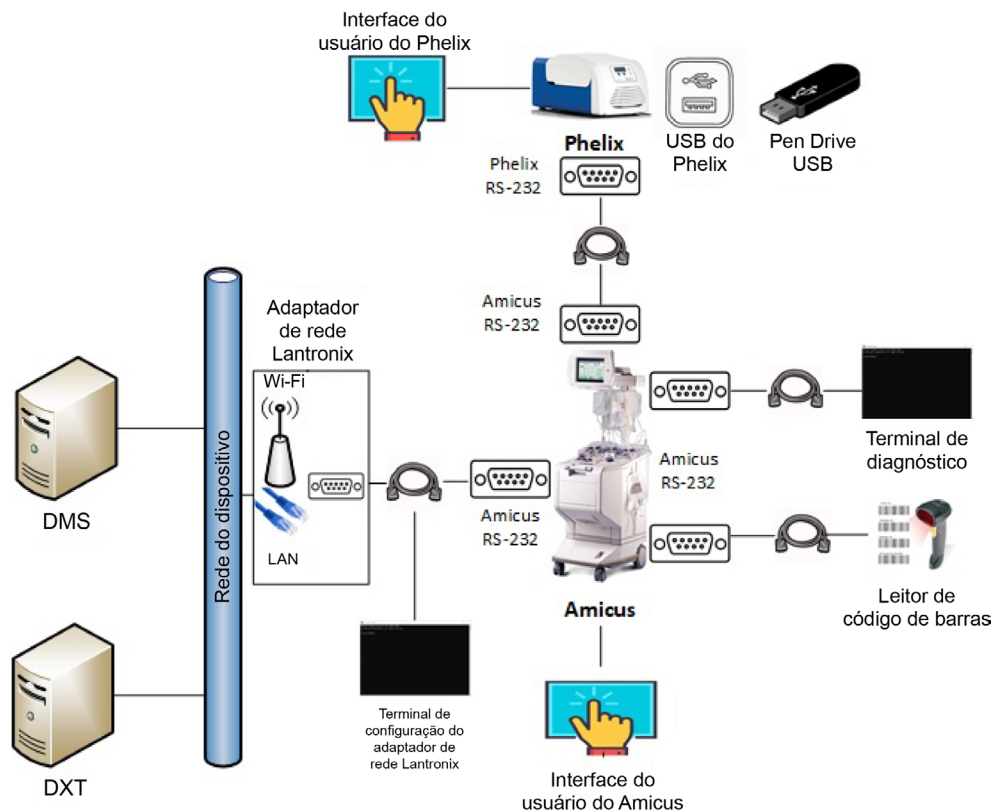 Interface do
usuário do Phelix
Phelix
USB do
Phelix
Pen Drive
USB
Phelix
RS-232
Amicus
RS-232
Adaptador
de rede
Lantronix
Wi-Fi
LAN
Rede do dispositivo
DMS
DXT
Amicus
RS-232
Amicus
RS-232
Terminal de
diagnóstico
Leitor de
código de barras
Amicus
Terminal de
configuração do
adaptador de
rede Lantronix
Interface do
usuário do Amicus